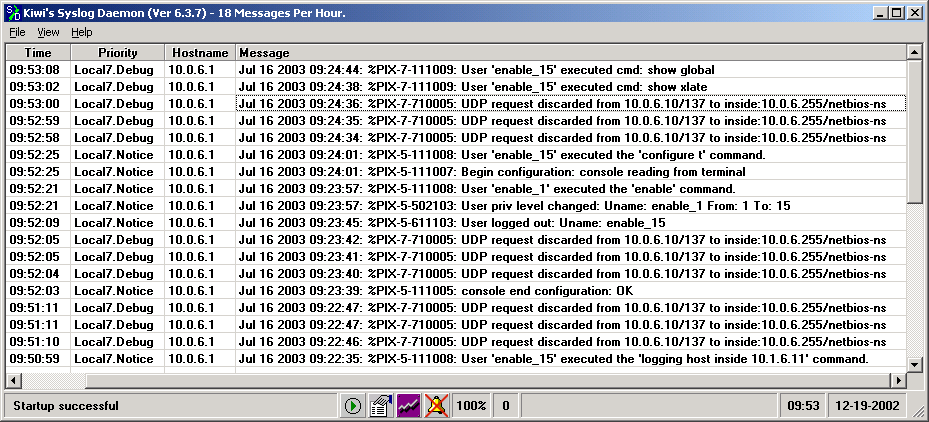 Kiwi's Syslog Daemon (Ver 6.3.7) - 18 Messages Per Hour.
File View Help
Time Priority Hostname Message
09:53:08 Local7.Debug 10.0.6.1 Jul 16 2003 09:24:44: %PIX-7-111009: User 'enable_15' executed cmd: show global
09:53:02 Local7.Debug 10.0.6.1 Jul 16 2003 09:24:38: %PIX-7-111009: User 'enable_15' executed cmd: show xlate
09:53:00 Local7.Debug 10.0.6.1 Jul 16 2003 09:24:36: %PIX-7-710005: UDP request discarded from 10.0.6.10/137 to inside:10.0.6.255/netbios-ns
09:52:59 Local7.Debug 10.0.6.1 Jul 16 2003 09:24:35: %PIX-7-710005: UDP request discarded from 10.0.6.10/137 to inside:10.0.6.255/netbios-ns
09:52:58 Local7.Debug 10.0.6.1 Jul 16 2003 09:24:34: %PIX-7-710005: UDP request discarded from 10.0.6.10/137 to inside:10.0.6.255/netbios-ns
09:52:25 Local7.Notice 10.0.6.1 Jul 16 2003 09:24:01: %PIX-5-111008: User 'enable_15' executed the 'configure t' command.
09:52:25 Local7.Notice 10.0.6.1 Jul 16 2003 09:24:01: %PIX-5-111007: Begin configuration: console reading from terminal
09:52:21 Local7.Notice 10.0.6.1 Jul 16 2003 09:23:57: %PIX-5-111008: User 'enable_1' executed the 'enable' command.
09:52:21 Local7.Notice 10.0.6.1 Jul 16 2003 09:23:57: %PIX-5-502103: User priv level changed: Uname: enable_1 From: 1 To: 15
09:52:09 Local7.Notice 10.0.6.1 Jul 16 2003 09:23:45: %PIX-5-611103: User logged out: Uname: enable_15
09:52:05 Local7.Debug 10.0.6.1 Jul 16 2003 09:23:42: %PIX-7-710005: UDP request discarded from 10.0.6.10/137 to inside:10.0.6.255/netbios-ns
09:52:05 Local7.Debug 10.0.6.1 Jul 16 2003 09:23:41: %PIX-7-710005: UDP request discarded from 10.0.6.10/137 to inside:10.0.6.255/netbios-ns
09:52:04 Local7.Debug 10.0.6.1 Jul 16 2003 09:23:40: %PIX-7-710005: UDP request discarded from 10.0.6.10/137 to inside:10.0.6.255/netbios-ns
09:52:03 Local7.Notice 10.0.6.1 Jul 16 2003 09:23:39: %PIX-5-111005: console end configuration: OK
09:51:11 Local7.Debug 10.0.6.1 Jul 16 2003 09:22:47: %PIX-7-710005: UDP request discarded from 10.0.6.10/137 to inside:10.0.6.255/netbios-ns
09:51:11 Local7.Debug 10.0.6.1 Jul 16 2003 09:22:47: %PIX-7-710005: UDP request discarded from 10.0.6.10/137 to inside:10.0.6.255/netbios-ns
09:51:10 Local7.Debug 10.0.6.1 Jul 16 2003 09:22:46: %PIX-7-710005: UDP request discarded from 10.0.6.10/137 to inside:10.0.6.255/netbios-ns
09:50:59 Local7.Notice 10.0.6.1 Jul 16 2003 09:22:35: %PIX-5-111008: User 'enable_15' executed the 'logging host inside 10.1.6.11' command.
Startup successful 100% 0 09:53 12-19-2002